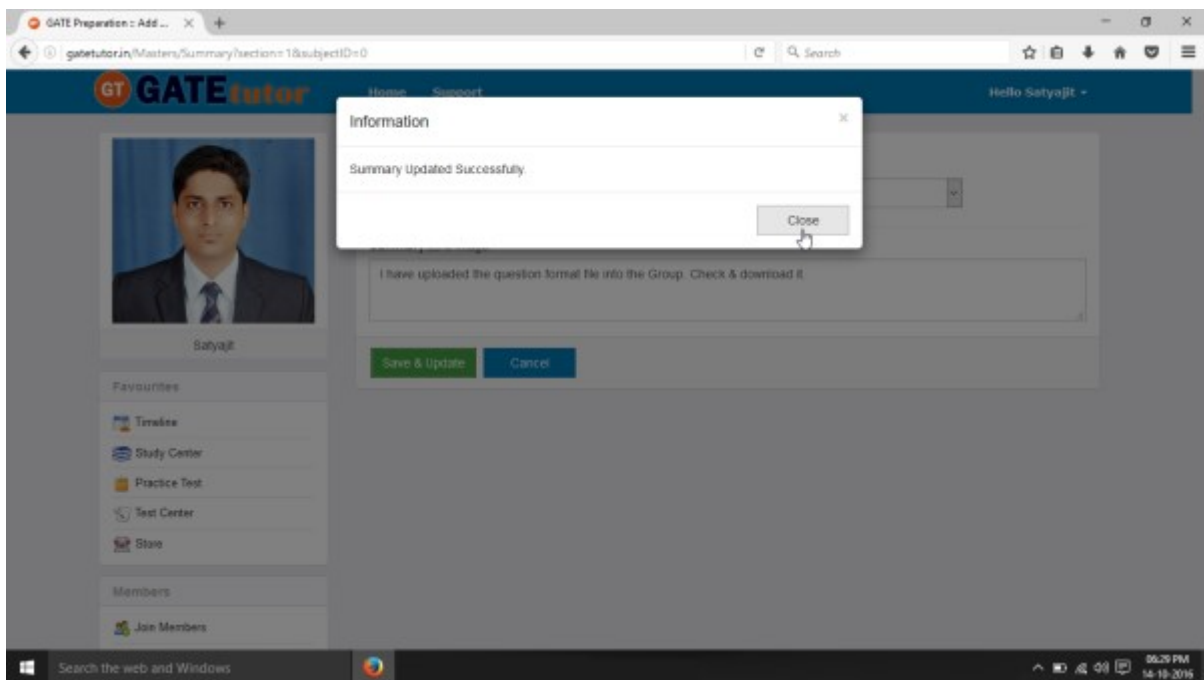 GATE Preparation :: Add ...
gatetutor.in/Masters/Summary?section=1&subjectID=0
Search
GT GATEtutor
Home Support
Hello Satyajit
Information
Summary Updated Successfully.
Close
I have uploaded the question format file into the Group. Check & download it.
Save & Update Cancel
Satyajit
Favourites
Timeline
Study Center
Practice Test
Test Center
Store
Members
Join Members
Search the web and Windows
06:29 PM
14-10-2016